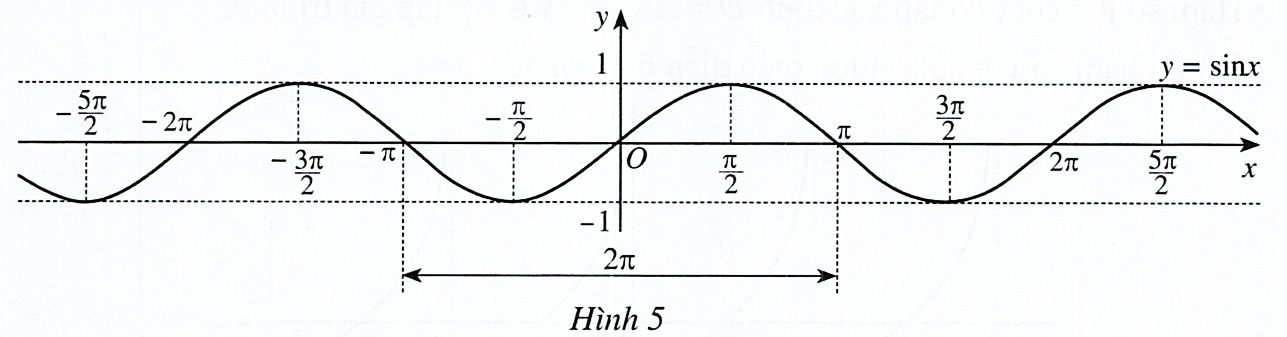 y
1
y = sinx
-5π/2
-2π
-3π/2
-π
-π/2
O
π/2
π
3π/2
2π
5π/2
x
-1
2π
Hình 5